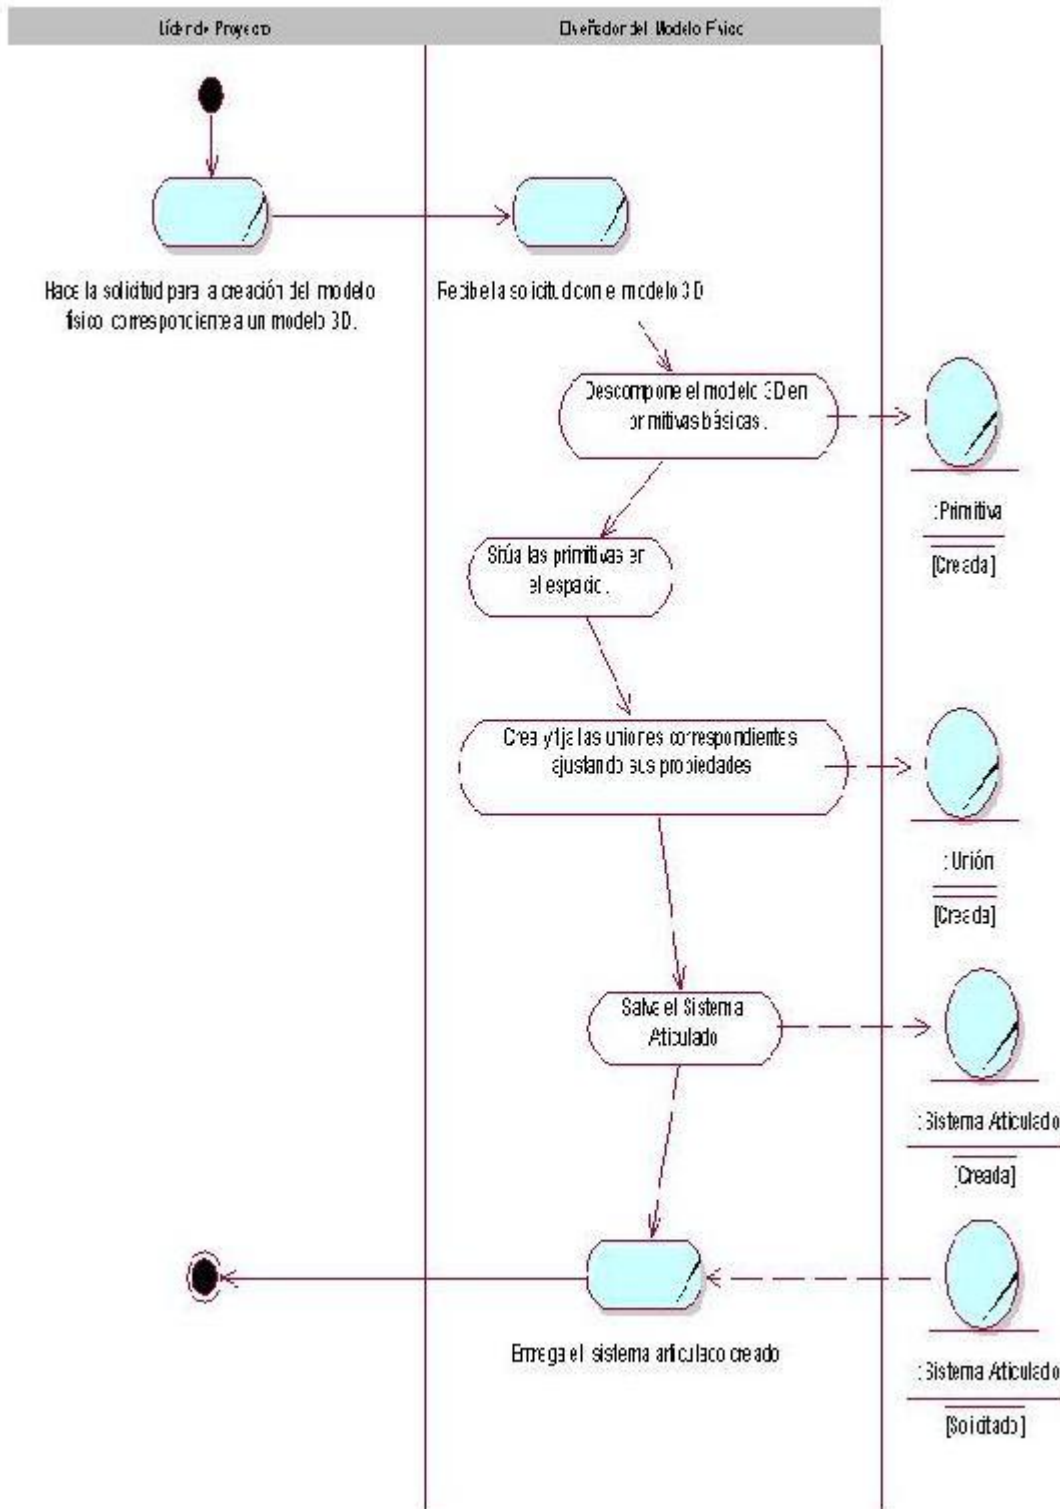 Líder de Proyecto
Diseñador del Modelo Físico
Hace la solicitud para la creación del modelo
físico correspondiente a un modelo 3D.
Recibe la solicitud con el modelo 3D
Descompone el modelo 3D en
primitivas básicas.
:Primitiva
[Creada]
Sitúa las primitivas en
el espacio.
Crea y fija las uniones correspondientes
ajustando sus propiedades
:Unión
[Creada]
Salva el Sistema
Articulado
:Sistema Articulado
[Creada]
Entrega el sistema articulado creado
:Sistema Articulado
[Solicitado]